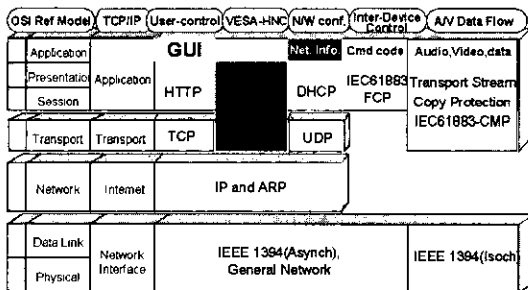 OSI Ref Model TCP/IP User-control VESA-HNC N/W conf. Inter-Device Control A/V Data Flow
Application GUI Net. Info. Cmd code Audio,Video,data
Presentation Application HTTP DHCP IEC61883 FCP Transport Stream
Session Copy Protection
IEC61883-CMP
Transport Transport TCP UDP
Network Internet IP and ARP
Data Link Network Interface IEEE 1394(Asynch), General Network IEEE 1394(Isoch)
Physical